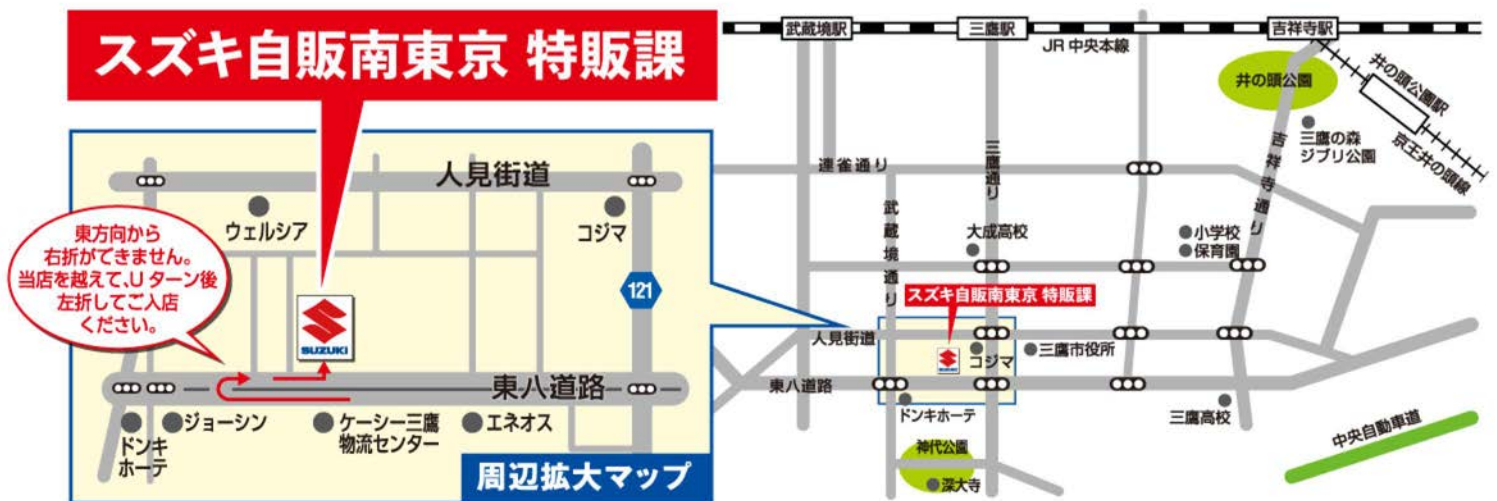 スズキ自販南東京 特販課
人見街道
ウェルシア
コジマ
東方向から
右折ができません。
当店を越えて、Uターン後
左折してご入店
ください。
121
SUZUKI
東八道路
ジョーシン
ケーシー三鷹
物流センター
エネオス
ドンキ
ホーテ
周辺拡大マップ
武蔵境駅
三鷹駅
吉祥寺駅
JR中央本線
井の頭公園
井の頭公園駅
三鷹の森
ジブリ公園
京王井の頭線
連雀通り
三鷹通り
吉祥寺通り
武蔵境通り
大成高校
小学校
保育園
スズキ自販南東京 特販課
人見街道
コジマ
三鷹市役所
東八道路
ドンキホーテ
三鷹高校
神代公園
深大寺
中央自動車道